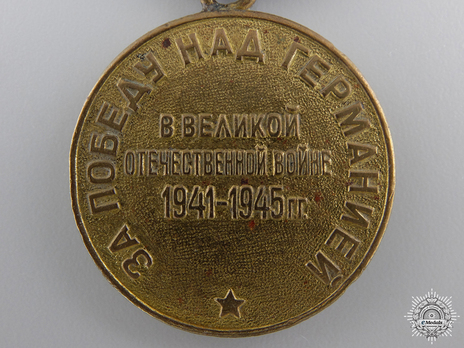 ЗА ПОБЕДУ НАД ГЕРМАНИЕЙ
В ВЕЛИКОЙ
ОТЕЧЕСТВЕННОЙ ВОЙНЕ
1941-1945 ГГ.